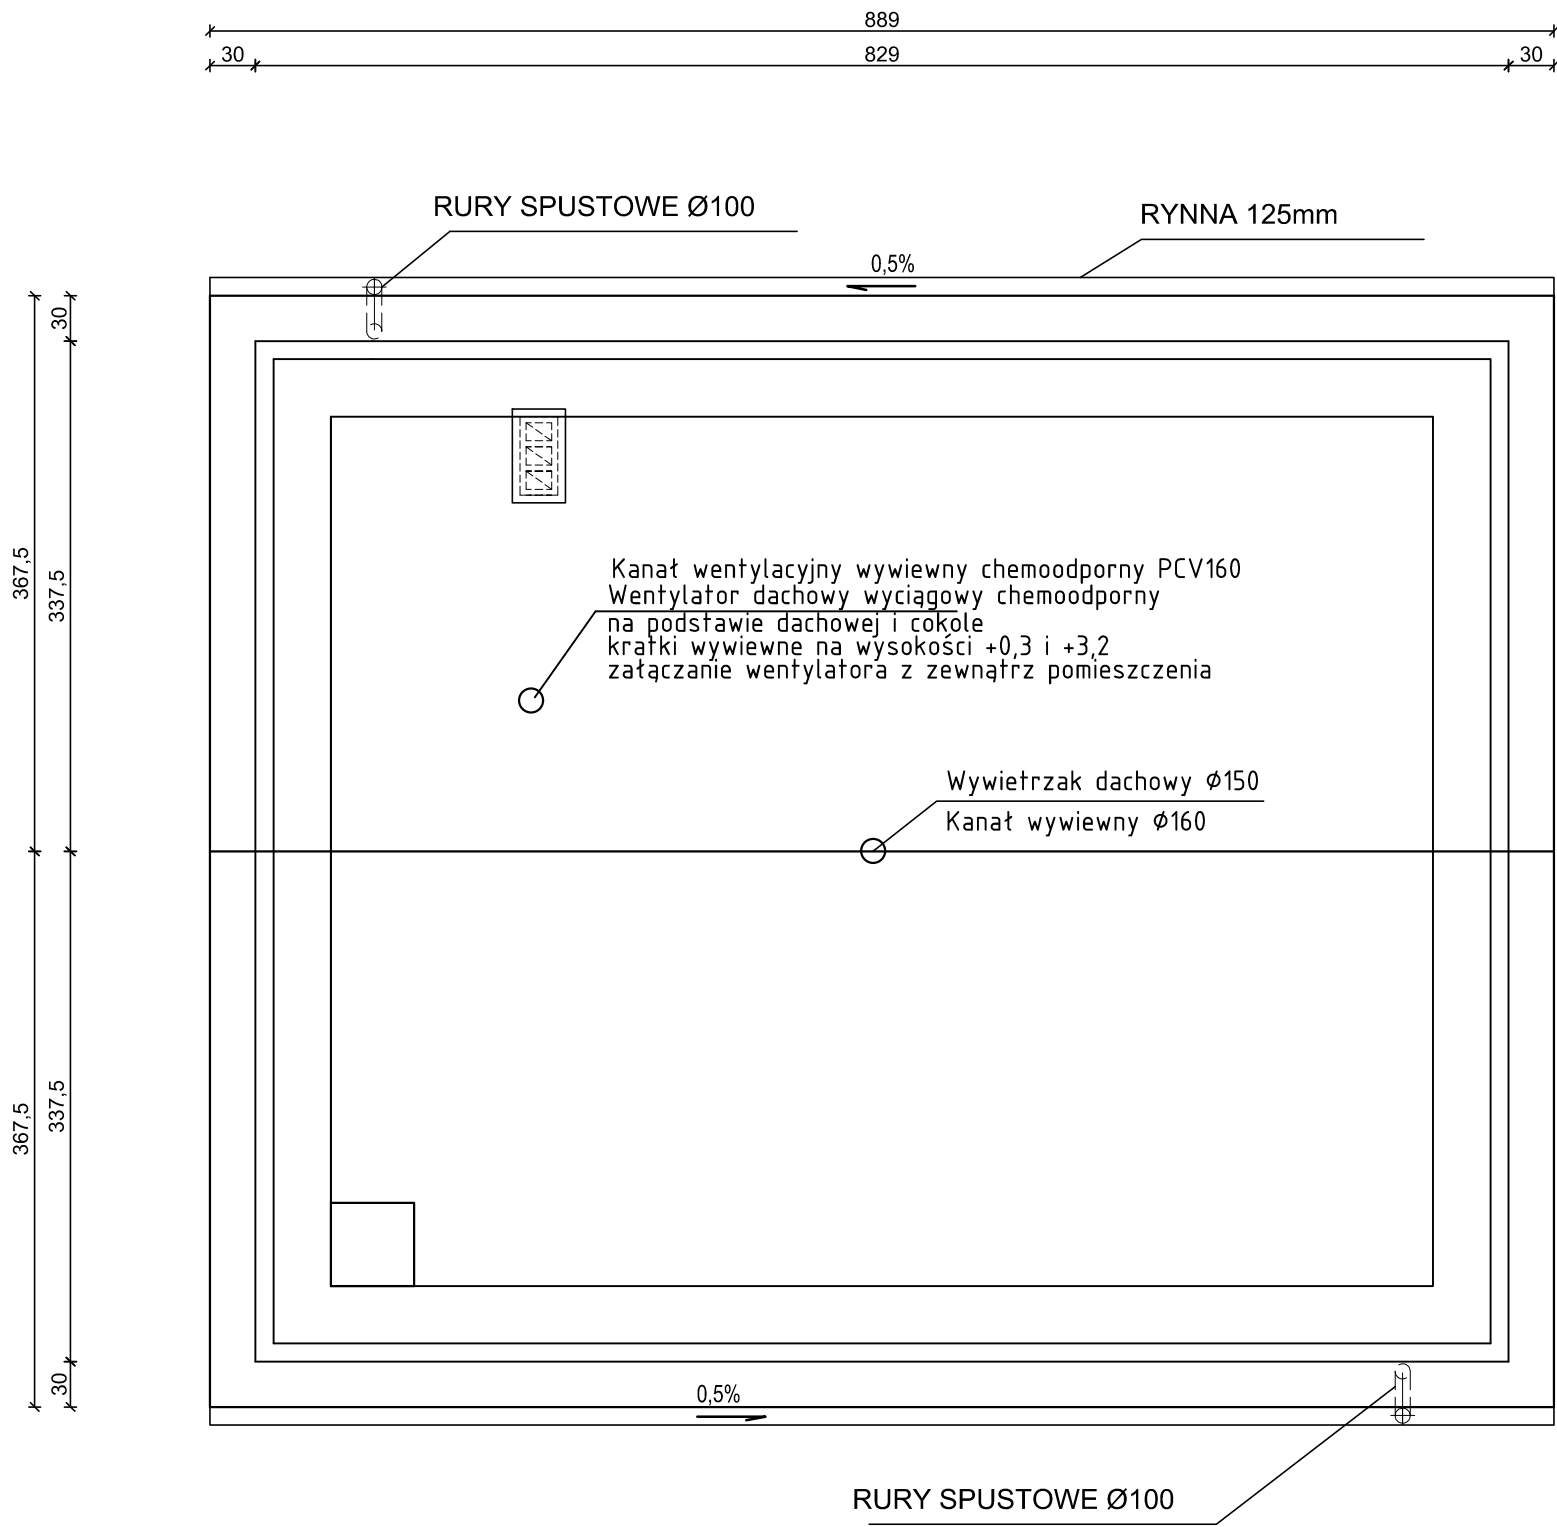 889
30
829
30
RURY SPUSTOWE Ø100
RYNNA 125mm
0,5%
30
367,5
337,5
Kanał wentylacyjny wywiewny chemoodporny PCV160
Wentylator dachowy wyciągowy chemoodporny
na podstawie dachowej i cokole
kratki wywiewne na wysokości +0,3 i +3,2
załączanie wentylatora z zewnątrz pomieszczenia
Wywietrzak dachowy Ø150
Kanał wywiewny Ø160
367,5
337,5
30
0,5%
RURY SPUSTOWE Ø100